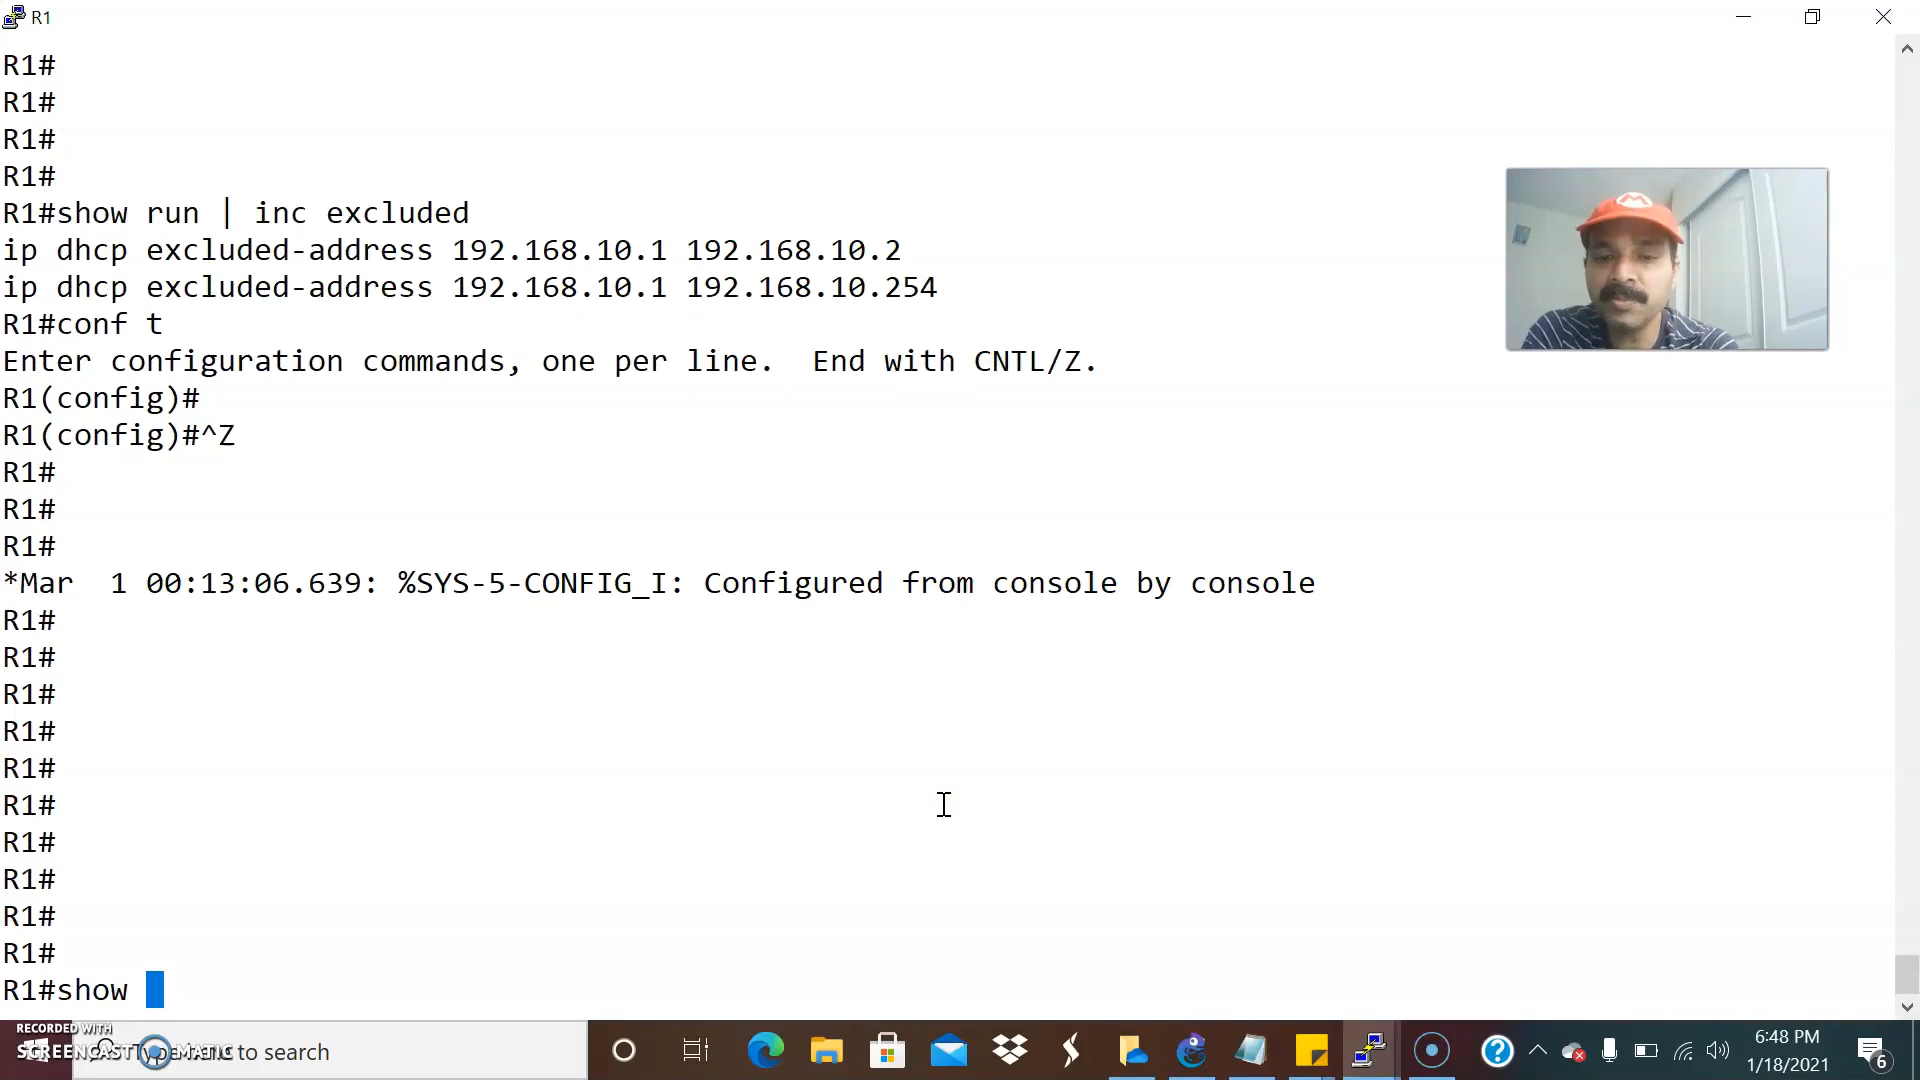 R1
R1#
R1#
R1#
R1#
R1#show run | inc excluded
ip dhcp excluded-address 192.168.10.1 192.168.10.2
ip dhcp excluded-address 192.168.10.1 192.168.10.254
R1#conf t
Enter configuration commands, one per line.  End with CNTL/Z.
R1(config)#
R1(config)#^Z
R1#
R1#
R1#
*Mar  1 00:13:06.639: %SYS-5-CONFIG_I: Configured from console by console
R1#
R1#
R1#
R1#
R1#
R1#
R1#
R1#
R1#
R1#
R1#show
RECORDED WITH
SCREENCAST MATIC
to search
6:48 PM
1/18/2021
6